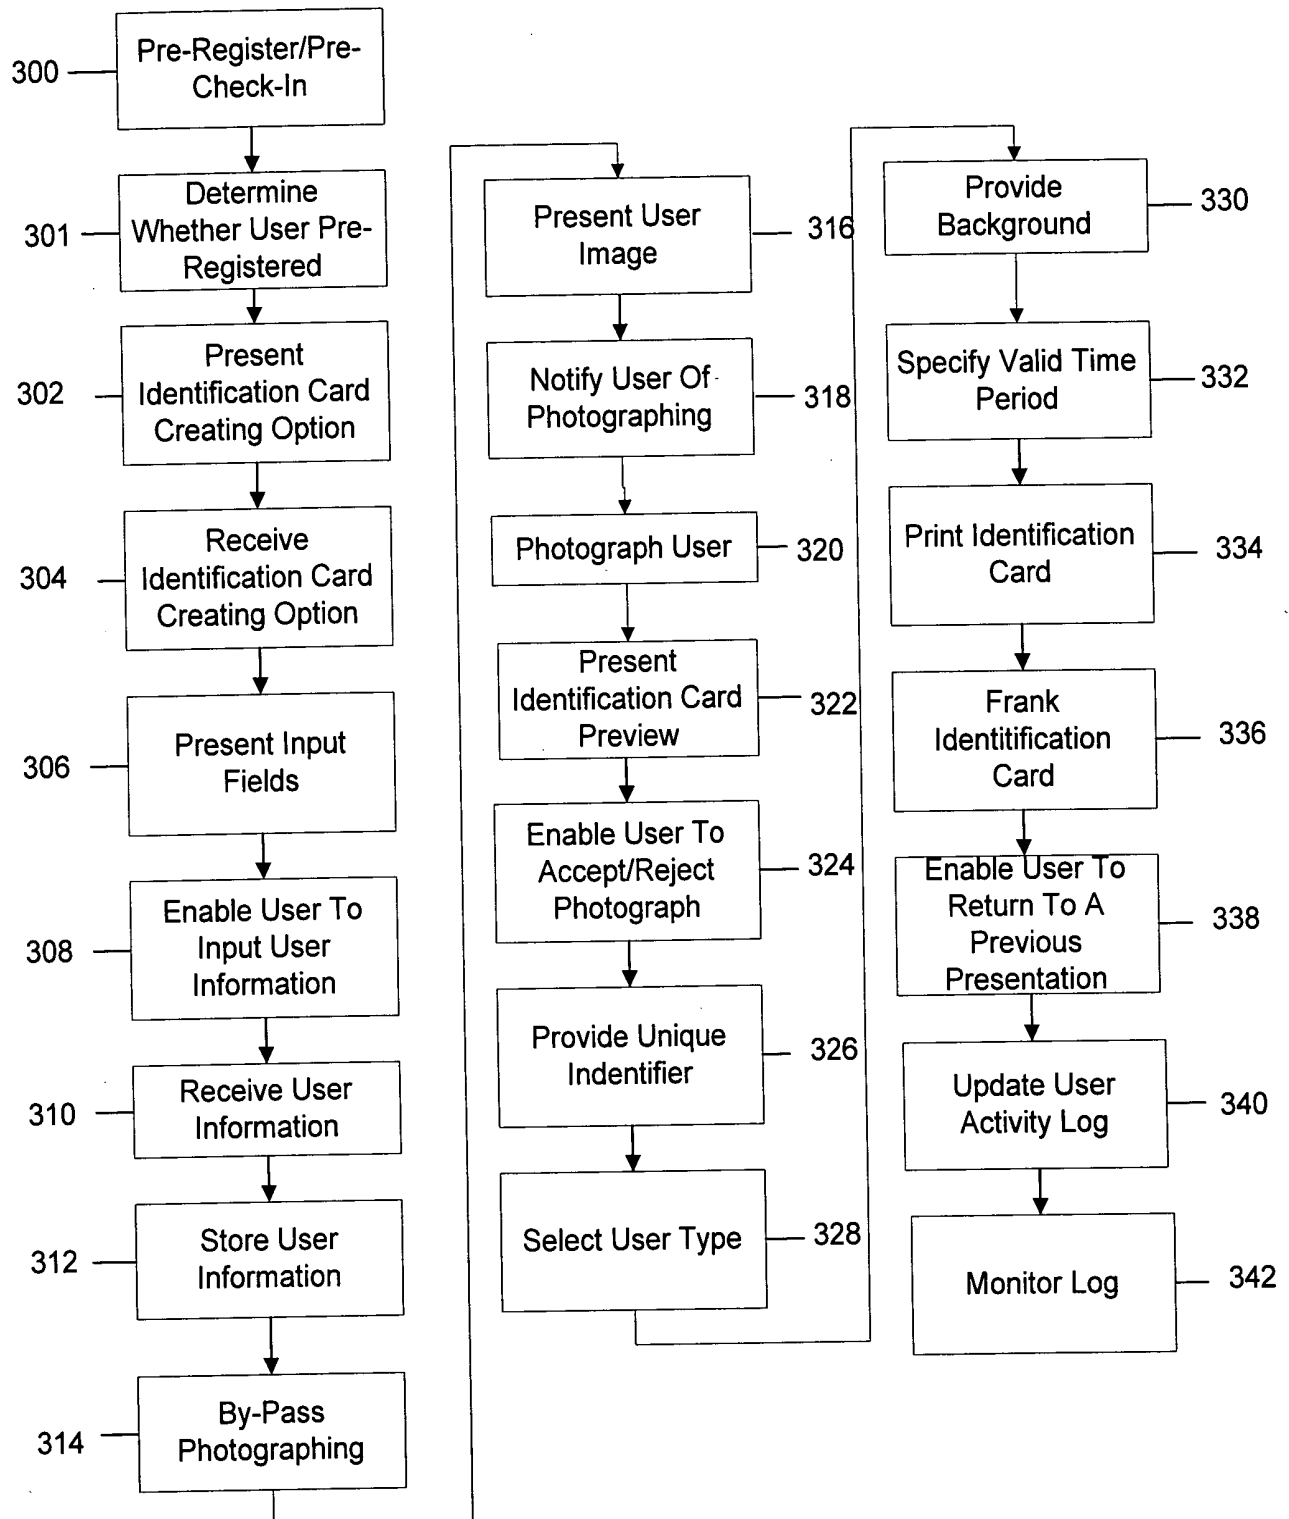 300
Pre-Register/Pre-
Check-In
301
Determine
Whether User Pre-
Registered
302
Present
Identification Card
Creating Option
304
Receive
Identification Card
Creating Option
306
Present Input
Fields
308
Enable User To
Input User
Information
310
Receive User
Information
312
Store User
Information
314
By-Pass
Photographing
Present User
Image
316
Notify User Of
Photographing
318
Photograph User
320
Present
Identification Card
Preview
322
Enable User To
Accept/Reject
Photograph
324
Provide Unique
Indentifier
326
Select User Type
328
Provide
Background
330
Specify Valid Time
Period
332
Print Identification
Card
334
Frank
Identitification
Card
336
Enable User To
Return To A
Previous
Presentation
338
Update User
Activity Log
340
Monitor Log
342